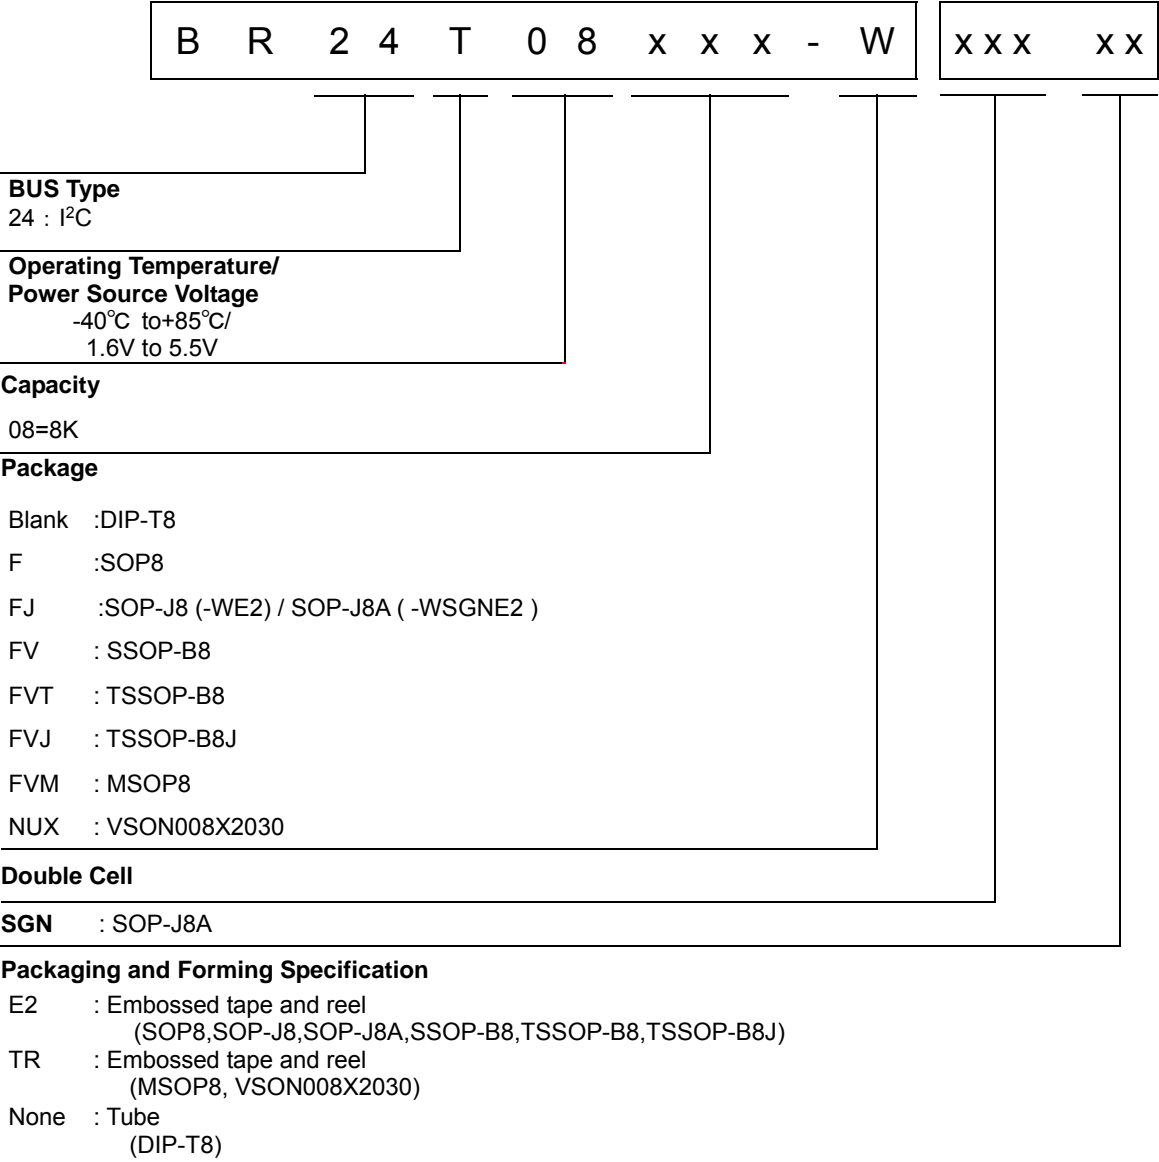 B R 2 4 T 0 8 x x x - W x x x x x
BUS Type
24：I²C
Operating Temperature/
Power Source Voltage
-40℃ to+85℃/
1.6V to 5.5V
Capacity
08=8K
Package
Blank :DIP-T8
F :SOP8
FJ :SOP-J8 (-WE2) / SOP-J8A ( -WSGNE2 )
FV : SSOP-B8
FVT : TSSOP-B8
FVJ : TSSOP-B8J
FVM : MSOP8
NUX : VSON008X2030
Double Cell
SGN : SOP-J8A
Packaging and Forming Specification
E2 : Embossed tape and reel
(SOP8,SOP-J8,SOP-J8A,SSOP-B8,TSSOP-B8,TSSOP-B8J)
TR : Embossed tape and reel
(MSOP8, VSON008X2030)
None : Tube
(DIP-T8)